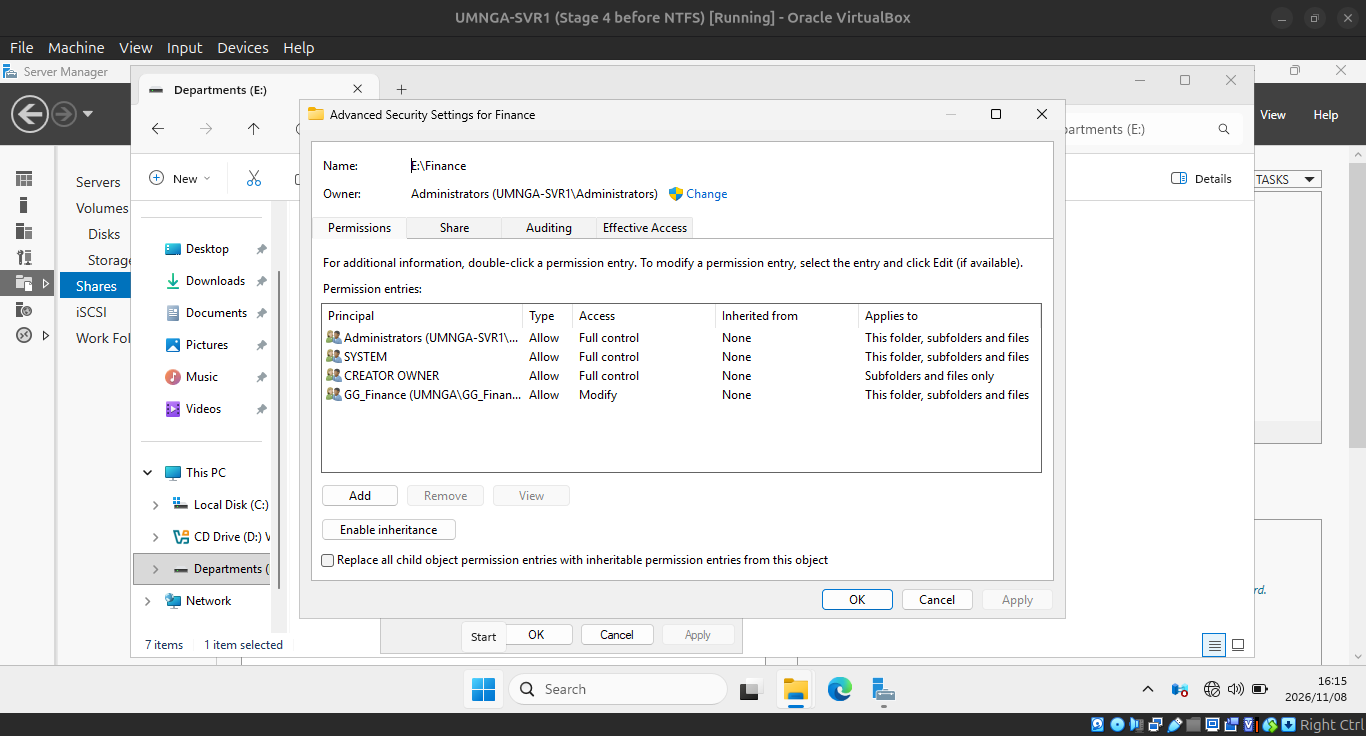 UMNGA-SVR1 (Stage 4 before NTFS) [Running] - Oracle VirtualBox
File Machine View Input Devices Help
Server Manager
Departments (E:)
View Help
Advanced Security Settings for Finance
partments (E:)
New
Details
TASKS
Servers
Volumes
Disks
Storage
Shares
iSCSI
Work Fol
Desktop
Downloads
Documents
Pictures
Music
Videos
This PC
Local Disk (C:)
CD Drive (D:) V
Departments (
Network
7 items 1 item selected
Name: E:\Finance
Owner: Administrators (UMNGA-SVR1\Administrators) Change
Permissions Share Auditing Effective Access
For additional information, double-click a permission entry. To modify a permission entry, select the entry and click Edit (if available).
Permission entries:
Principal Type Access Inherited from Applies to
Administrators (UMNGA-SVR1\... Allow Full control None This folder, subfolders and files
SYSTEM Allow Full control None This folder, subfolders and files
CREATOR OWNER Allow Full control None Subfolders and files only
GG_Finance (UMNGA\GG_Finan... Allow Modify None This folder, subfolders and files
Add Remove View
Enable inheritance
Replace all child object permission entries with inheritable permission entries from this object
OK Cancel Apply
rd.
Start OK Cancel Apply
Search
16:15
2026/11/08
Right Ctrl